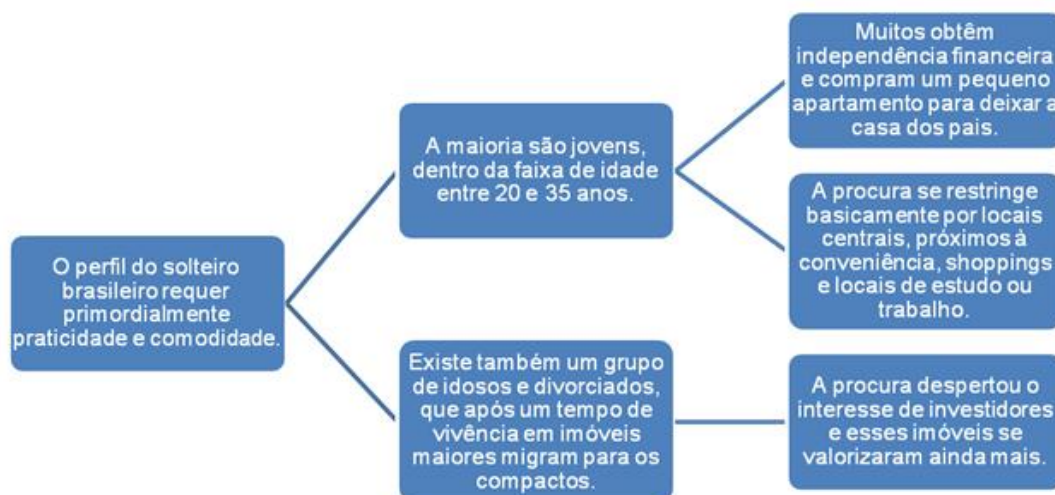 O perfil do solteiro
brasileiro requer
primordialmente
praticidade e comodidade.
A maioria são jovens,
dentro da faixa de idade
entre 20 e 35 anos.
Muitos obtêm
independência financeira
e compram um pequeno
apartamento para deixar a
casa dos pais.
A procura se restringe
basicamente por locais
centrais, próximos à
conveniência, shoppings
e locais de estudo ou
trabalho.
Existe também um grupo
de idosos e divorciados,
que após um tempo de
vivência em imóveis
maiores migram para os
compactos.
A procura despertou o
interesse de investidores
e esses imóveis se
valorizaram ainda mais.